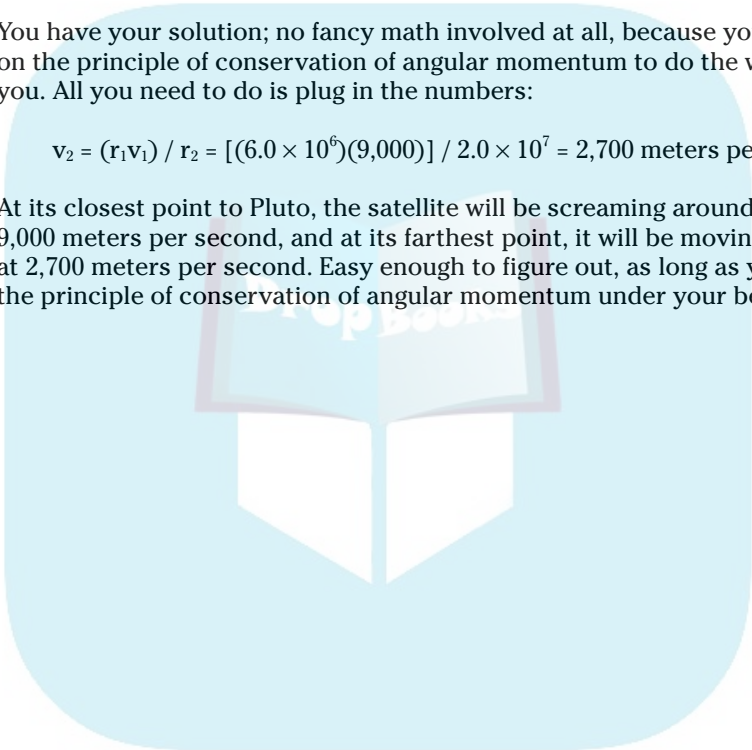 You have your solution; no fancy math involved at all, because yo
on the principle of conservation of angular momentum to do the w
you. All you need to do is plug in the numbers:
v₂ = (r₁v₁) / r₂ = [(6.0 × 10⁶)(9,000)] / 2.0 × 10⁷ = 2,700 meters pe
At its closest point to Pluto, the satellite will be screaming around
9,000 meters per second, and at its farthest point, it will be moving
at 2,700 meters per second. Easy enough to figure out, as long as y
the principle of conservation of angular momentum under your be
Drop Books